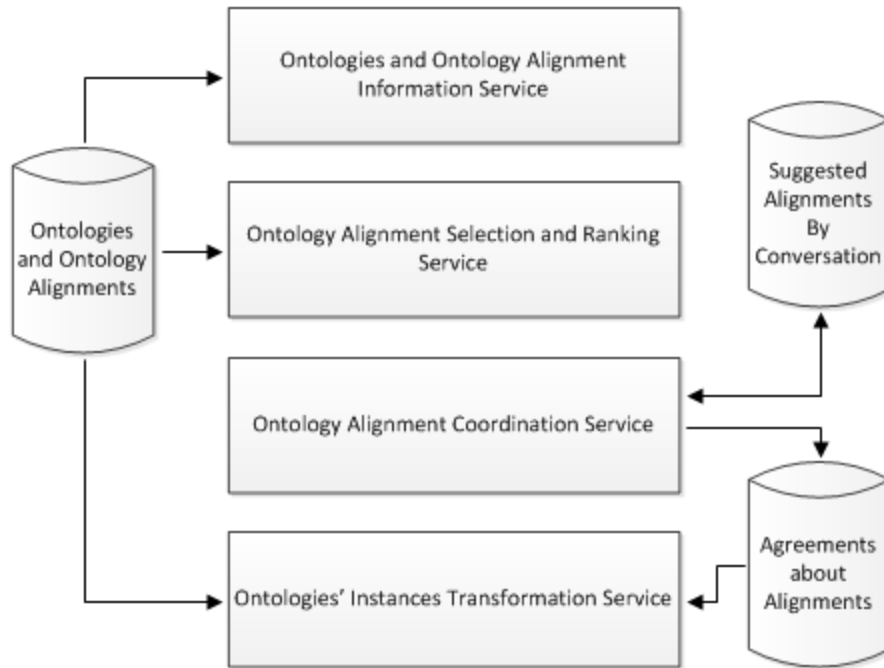 Ontologies and Ontology Alignment
Information Service
Ontologies
and Ontology
Alignments
Ontology Alignment Selection and Ranking
Service
Suggested
Alignments
By
Conversation
Ontology Alignment Coordination Service
Ontologies’ Instances Transformation Service
Agreements
about
Alignments